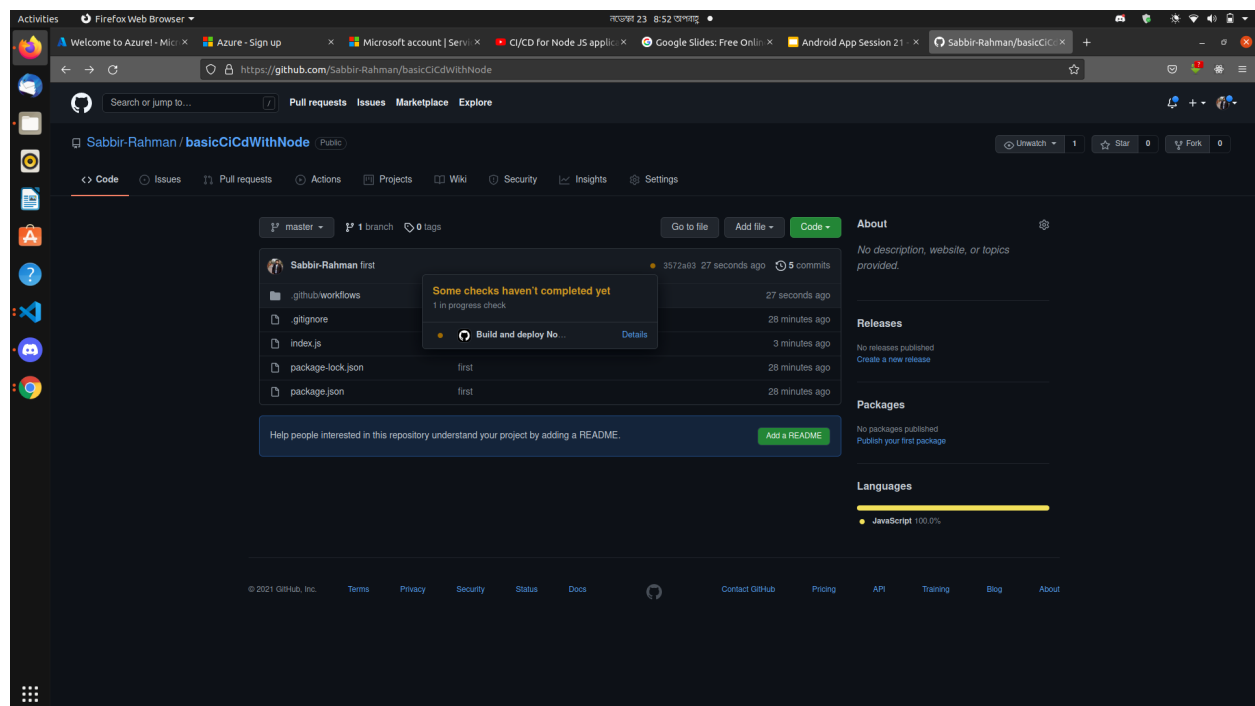 Activities Firefox Web Browser নভেম্বর 23 8:52 অপরাহ্ণ
Welcome to Azure! - Micr Azure - Sign up Microsoft account | Servi CI/CD for Node JS applica Google Slides: Free Onlin Android App Session 21 - Sabbir-Rahman/basicCiC
https://github.com/Sabbir-Rahman/basicCiCdWithNode
Search or jump to... / Pull requests Issues Marketplace Explore
Sabbir-Rahman / basicCiCdWithNode Public Unwatch 1 Star 0 Fork 0
Code Issues Pull requests Actions Projects Wiki Security Insights Settings
master 1 branch 0 tags Go to file Add file Code
Sabbir-Rahman first 3572a03 27 seconds ago 5 commits
.github/workflows 27 seconds ago
.gitignore 28 minutes ago
index.js 3 minutes ago
package-lock.json first 28 minutes ago
package.json first 28 minutes ago
Some checks haven't completed yet
1 in progress check
Build and deploy No... Details
Help people interested in this repository understand your project by adding a README. Add a README
About
No description, website, or topics
provided.
Releases
No releases published
Create a new release
Packages
No packages published
Publish your first package
Languages
JavaScript 100.0%
© 2021 GitHub, Inc. Terms Privacy Security Status Docs Contact GitHub Pricing API Training Blog About